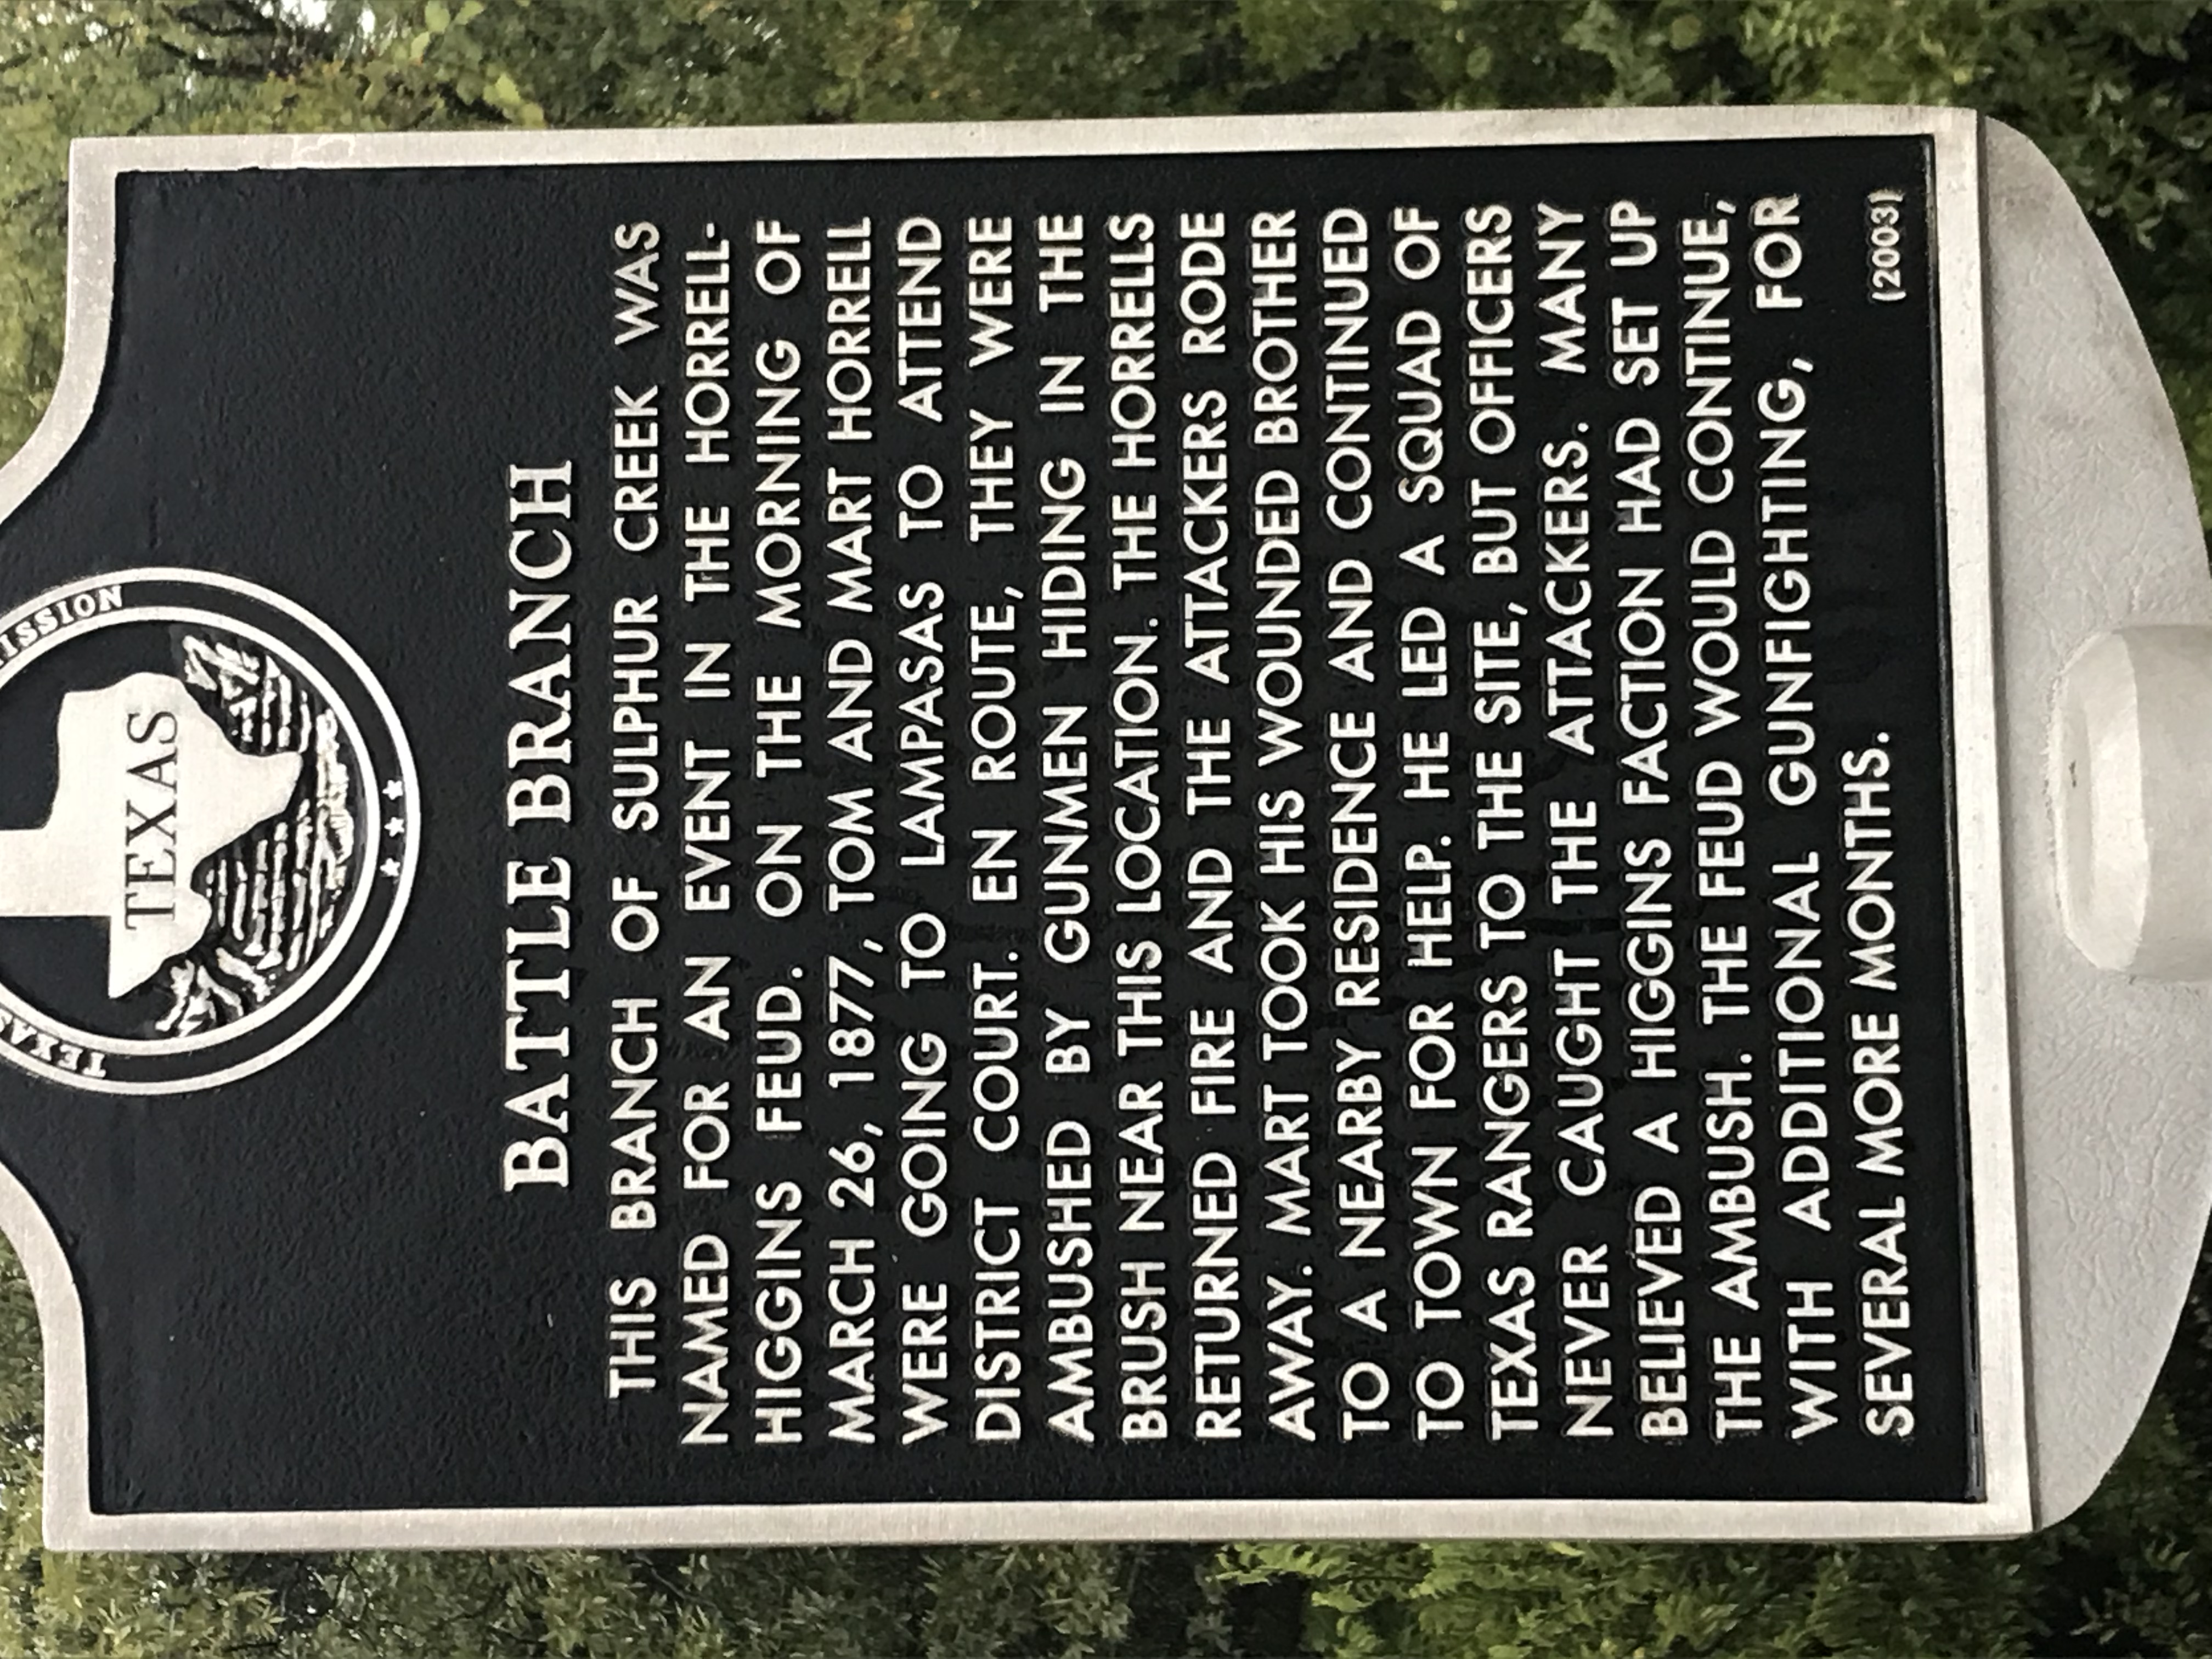 TEXAS
MISSION
TEXAS
BATTLE BRANCH
THIS BRANCH OF SULPHUR CREEK WAS
NAMED FOR AN EVENT IN THE HORRELL-
HIGGINS FEUD. ON THE MORNING OF
MARCH 26, 1877, TOM AND MART HORRELL
WERE GOING TO LAMPASAS TO ATTEND
DISTRICT COURT. EN ROUTE, THEY WERE
AMBUSHED BY GUNMEN HIDING IN THE
BRUSH NEAR THIS LOCATION. THE HORRELLS
RETURNED FIRE AND THE ATTACKERS RODE
AWAY. MART TOOK HIS WOUNDED BROTHER
TO A NEARBY RESIDENCE AND CONTINUED
TO TOWN FOR HELP. HE LED A SQUAD OF
TEXAS RANGERS TO THE SITE, BUT OFFICERS
NEVER CAUGHT THE ATTACKERS. MANY
BELIEVED A HIGGINS FACTION HAD SET UP
THE AMBUSH. THE FEUD WOULD CONTINUE,
WITH ADDITIONAL GUNFIGHTING, FOR
SEVERAL MORE MONTHS.
(2003)